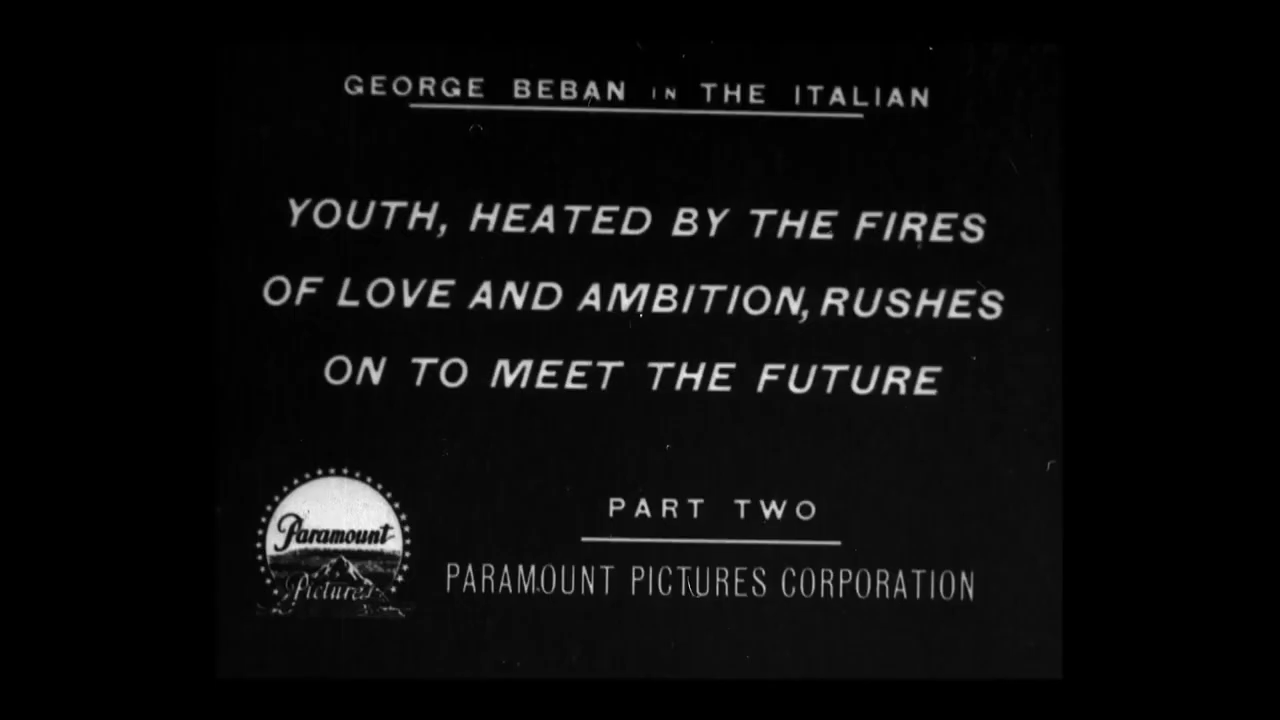 GEORGE BEBAN IN THE ITALIAN
YOUTH, HEATED BY THE FIRES
OF LOVE AND AMBITION, RUSHES
ON TO MEET THE FUTURE
Paramount
Pictures
PART TWO
PARAMOUNT PICTURES CORPORATION